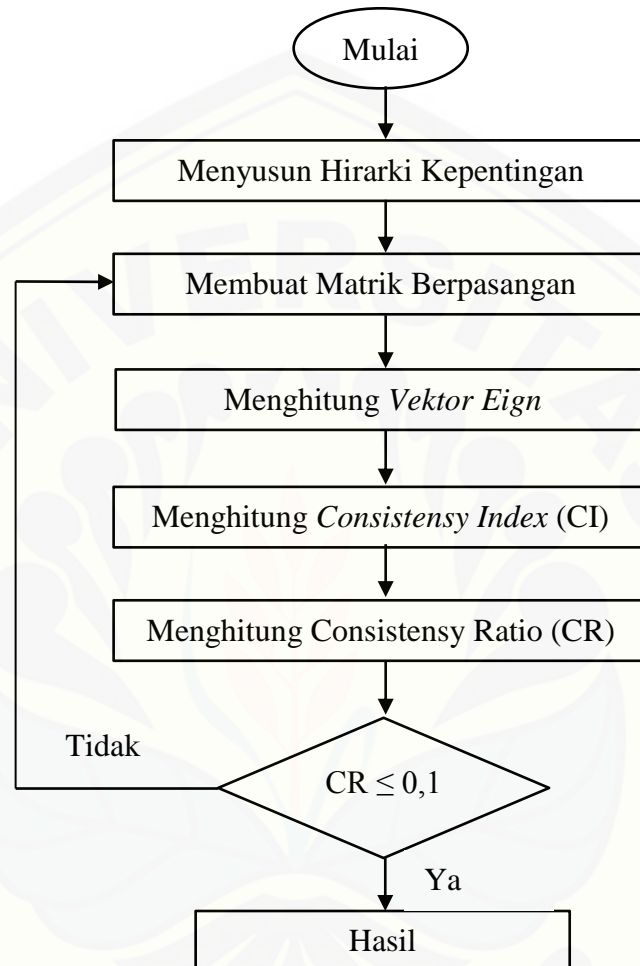 Mulai
Menyusun Hirarki Kepentingan
Membuat Matrik Berpasangan
Menghitung Vektor Eign
Menghitung Consistensy Index (CI)
Menghitung Consistensy Ratio (CR)
Tidak
CR ≤ 0,1
Ya
Hasil